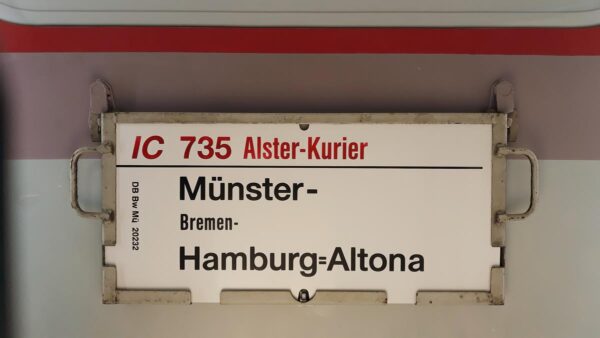 IC 735 Alster-Kurier
Münster-
Bremen-
Hamburg=Altona
DB Bw Mü 20232